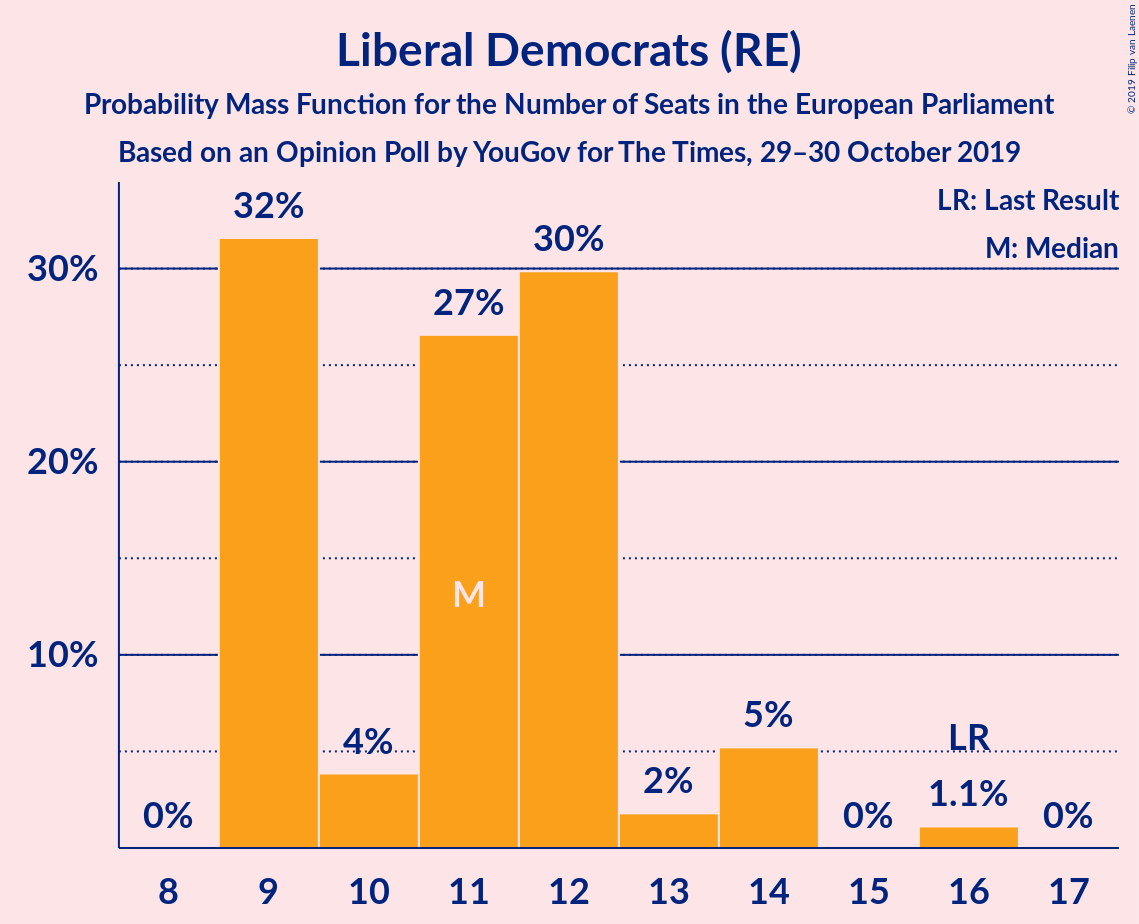 Liberal Democrats (RE)
Probability Mass Function for the Number of Seats in the European Parliament
Based on an Opinion Poll by YouGov for The Times, 29–30 October 2019
© 2019 Filip van Laenen
LR: Last Result
M: Median
30%
20%
10%
0%
32%
4%
27%
30%
2%
5%
0%
1.1%
0%
M
LR
8 9 10 11 12 13 14 15 16 17